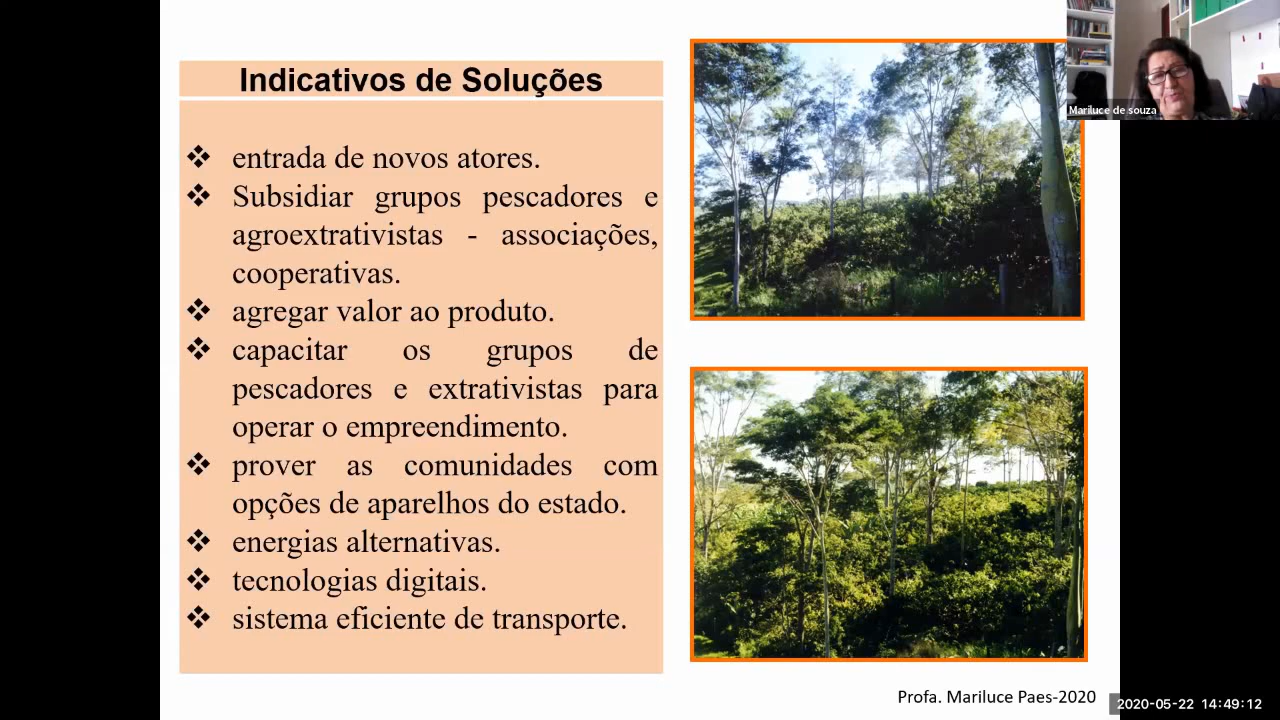 Indicativos de Soluções
❖ entrada de novos atores.
❖ Subsidiar grupos pescadores e
agroextrativistas - associações,
cooperativas.
❖ agregar valor ao produto.
❖ capacitar os grupos de
pescadores e extrativistas para
operar o empreendimento.
❖ prover as comunidades com
opções de aparelhos do estado.
❖ energias alternativas.
❖ tecnologias digitais.
❖ sistema eficiente de transporte.
Mariluce de souza
Profa. Mariluce Paes-2020
2020-05-22 14:49:12